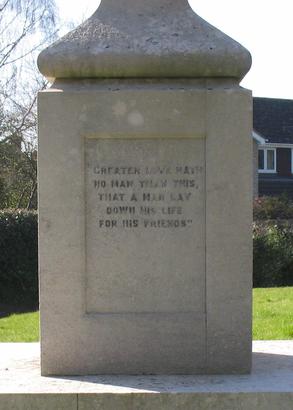 "GREATER LOVE HATH
NO MAN THAN THIS,
THAT A MAN LAY
DOWN HIS LIFE
FOR HIS FRIENDS"